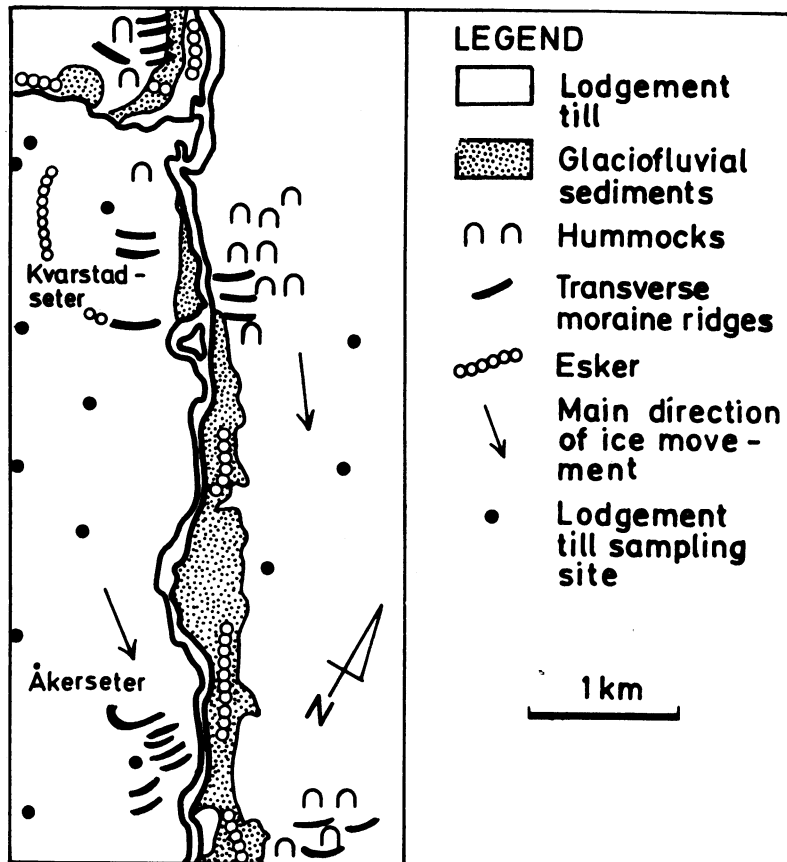 Kvarstad-
seter
Åkerseter
N
LEGEND
Lodgement
till
Glaciofluvial
sediments
Hummocks
Transverse
moraine ridges
Esker
Main direction
of ice move-
ment
Lodgement
till sampling
site
1 km